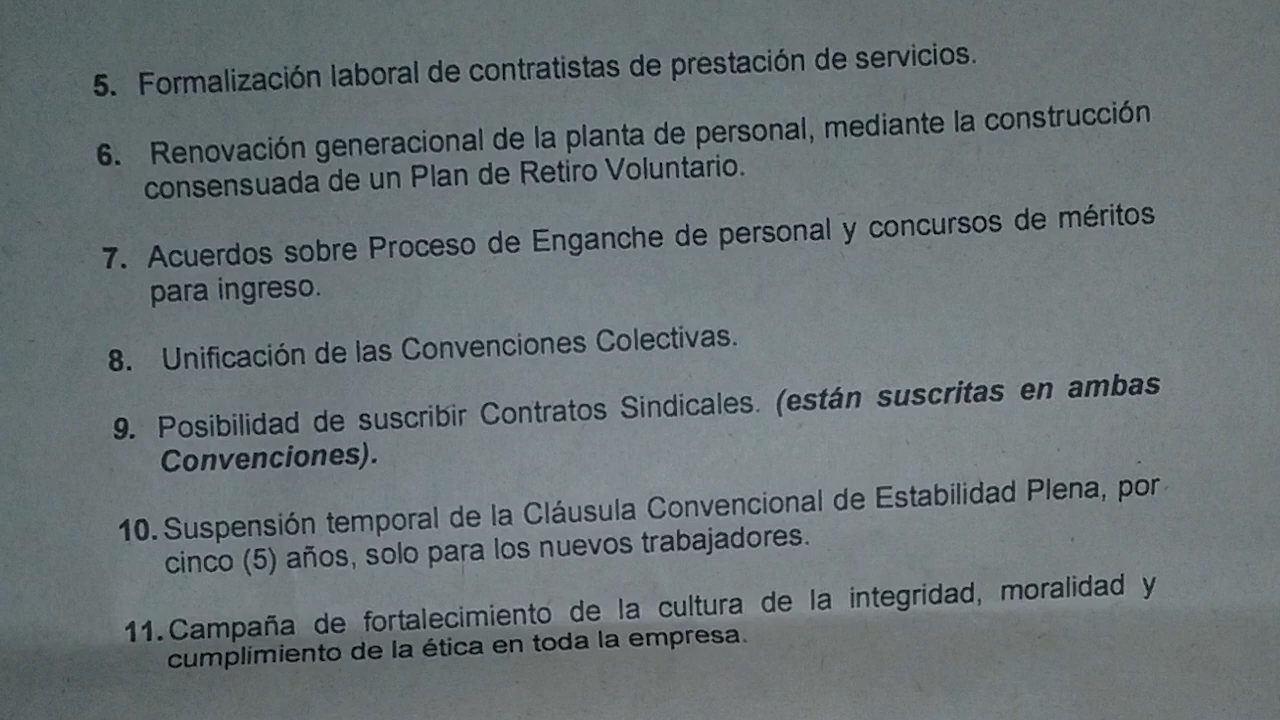 5. Formalización laboral de contratistas de prestación de servicios.
6. Renovación generacional de la planta de personal, mediante la construcción
consensuada de un Plan de Retiro Voluntario.
7. Acuerdos sobre Proceso de Enganche de personal y concursos de méritos
para ingreso.
8. Unificación de las Convenciones Colectivas.
9. Posibilidad de suscribir Contratos Sindicales. (están suscritas en ambas
Convenciones).
10. Suspensión temporal de la Cláusula Convencional de Estabilidad Plena, por
cinco (5) años, solo para los nuevos trabajadores.
11. Campaña de fortalecimiento de la cultura de la integridad, moralidad y
cumplimiento de la ética en toda la empresa.